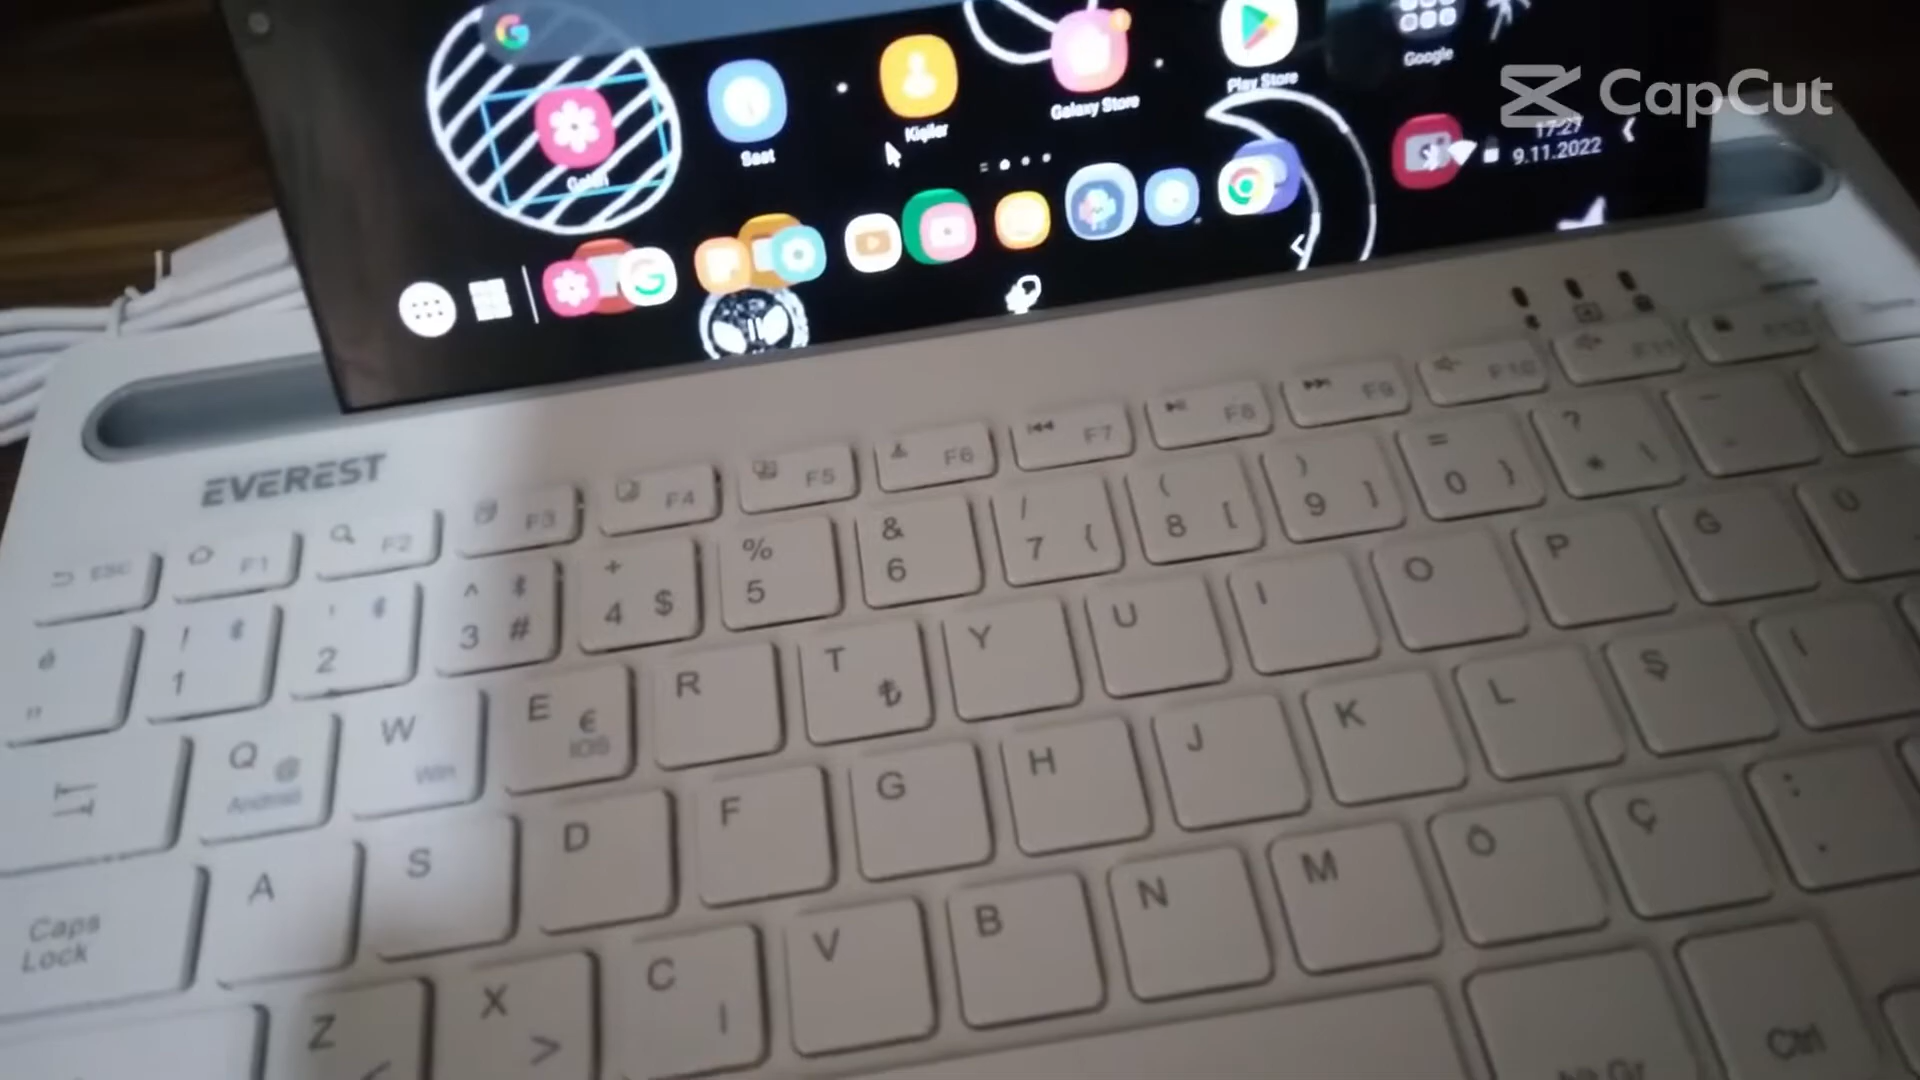 Google
CapCut
Play Store
Galaxy Store
Kişiler
Saat
17:27
9.11.2022
EVEREST
ESC F1 F2 F3 F4 F5 F6 F7 F8 F9 F10 F11 F12
é " ! 1 ' 2 ^ 3 # + 4 $ % 5 & 6 / 7 { ( 8 [ ) 9 ] = 0 } ? * \ -
Q @ Android W Win E € IOS R T ₺ Y U I O P Ğ Ü
Caps Lock A S D F G H J K L Ş İ
Z < X > C | V B N M Ö Ç : .
Alt Gr Ctrl